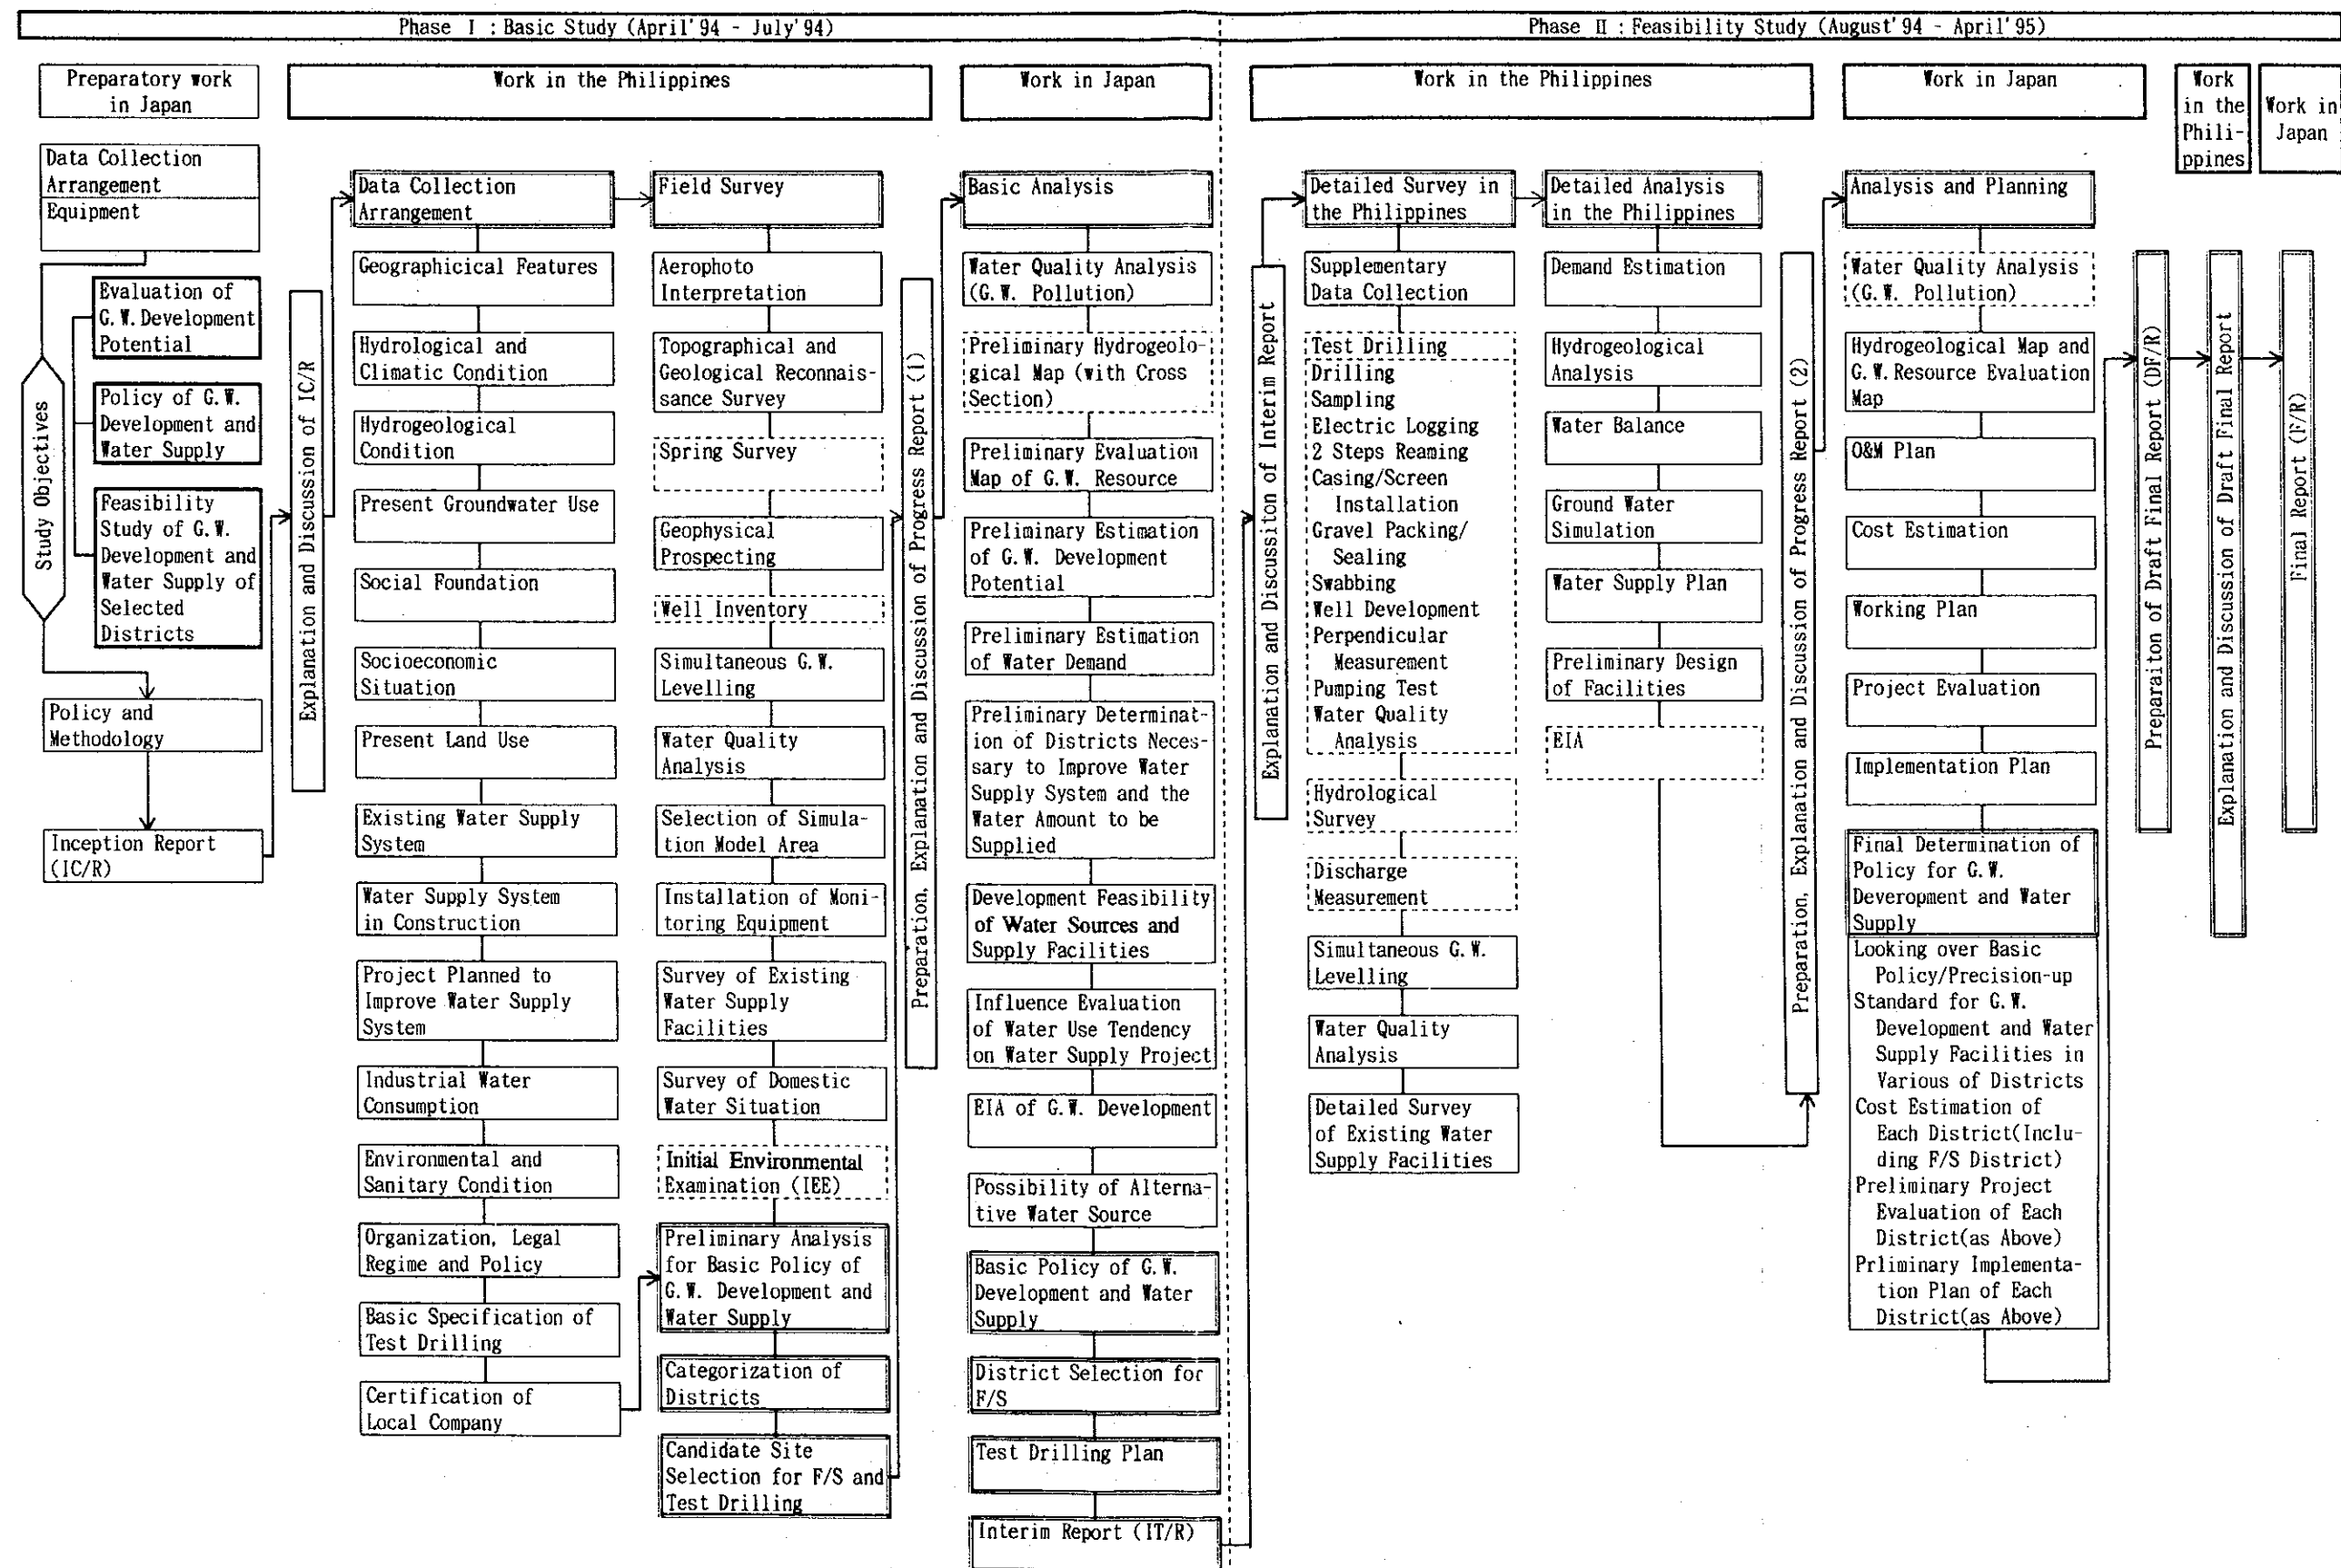 Phase I : Basic Study (April'94 - July'94)
Phase II : Feasibility Study (August'94 - April'95)
Preparatory work
in Japan
Work in the Philippines
Work in Japan
Work in the Philippines
Work in Japan
Work
in the
Phili-
ppines
Work in
Japan
Data Collection
Arrangement
Equipment
Study Objectives
Evaluation of
G.W.Development
Potential
Policy of G.W.
Development and
Water Supply
Feasibility
Study of G.W.
Development and
Water Supply of
Selected
Districts
Policy and
Methodology
Inception Report
(IC/R)
Explanation and Discussion of IC/R
Data Collection
Arrangement
Geographicical Features
Hydrological and
Climatic Condition
Hydrogeological
Condition
Present Groundwater Use
Social Foundation
Socioeconomic
Situation
Present Land Use
Existing Water Supply
System
Water Supply System
in Construction
Project Planned to
Improve Water Supply
System
Industrial Water
Consumption
Environmental and
Sanitary Condition
Organization, Legal
Regime and Policy
Basic Specification of
Test Drilling
Certification of
Local Company
Field Survey
Aerophoto
Interpretation
Topographical and
Geological Reconnais-
sance Survey
Spring Survey
Geophysical
Prospecting
Well Inventory
Simultaneous G.W.
Levelling
Water Quality
Analysis
Selection of Simula-
tion Model Area
Installation of Moni-
toring Equipment
Survey of Existing
Water Supply
Facilities
Survey of Domestic
Water Situation
Initial Environmental
Examination (IEE)
Preliminary Analysis
for Basic Policy of
G.W. Development and
Water Supply
Categorization of
Districts
Candidate Site
Selection for F/S and
Test Drilling
Preparation, Explanation and Discussion of Progress Report (1)
Basic Analysis
Water Quality Analysis
(G.W. Pollution)
Preliminary Hydrogeolo-
gical Map (with Cross
Section)
Preliminary Evaluation
Map of G.W. Resource
Preliminary Estimation
of G.W. Development
Potential
Preliminary Estimation
of Water Demand
Preliminary Determinat-
ion of Districts Neces-
sary to Improve Water
Supply System and the
Water Amount to be
Supplied
Development Feasibility
of Water Sources and
Supply Facilities
Influence Evaluation
of Water Use Tendency
on Water Supply Project
EIA of G.W. Development
Possibility of Alterna-
tive Water Source
Basic Policy of G.W.
Development and Water
Supply
District Selection for
F/S
Test Drilling Plan
Interim Report (IT/R)
Explanation and Discussiton of Interim Report
Detailed Survey in
the Philippines
Supplementary
Data Collection
Test Drilling
Drilling
Sampling
Electric Logging
2 Steps Reaming
Casing/Screen
Installation
Gravel Packing/
Sealing
Swabbing
Well Development
Perpendicular
Measurement
Pumping Test
Water Quality
Analysis
Hydrological
Survey
Discharge
Measurement
Simultaneous G.W.
Levelling
Water Quality
Analysis
Detailed Survey
of Existing Water
Supply Facilities
Detailed Analysis
in the Philippines
Demand Estimation
Hydrogeological
Analysis
Water Balance
Ground Water
Simulation
Water Supply Plan
Preliminary Design
of Facilities
EIA
Preparation, Explanation and Discussion of Progress Report (2)
Analysis and Planning
Water Quality Analysis
(G.W. Pollution)
Hydrogeological Map and
G.W.Resource Evaluation
Map
O&M Plan
Cost Estimation
Working Plan
Project Evaluation
Implementation Plan
Final Determination of
Policy for G.W.
Deveropment and Water
Supply
Looking over Basic
Policy/Precision-up
Standard for G.W.
Development and Water
Supply Facilities in
Various of Districts
Cost Estimation of
Each District(Inclu-
ding F/S District)
Preliminary Project
Evaluation of Each
District(as Above)
Prliminary Implementa-
tion Plan of Each
District(as Above)
Preparaiton of Draft Final Report (DF/R)
Explanation and Discussion of Draft Final Report
Final Report (F/R)